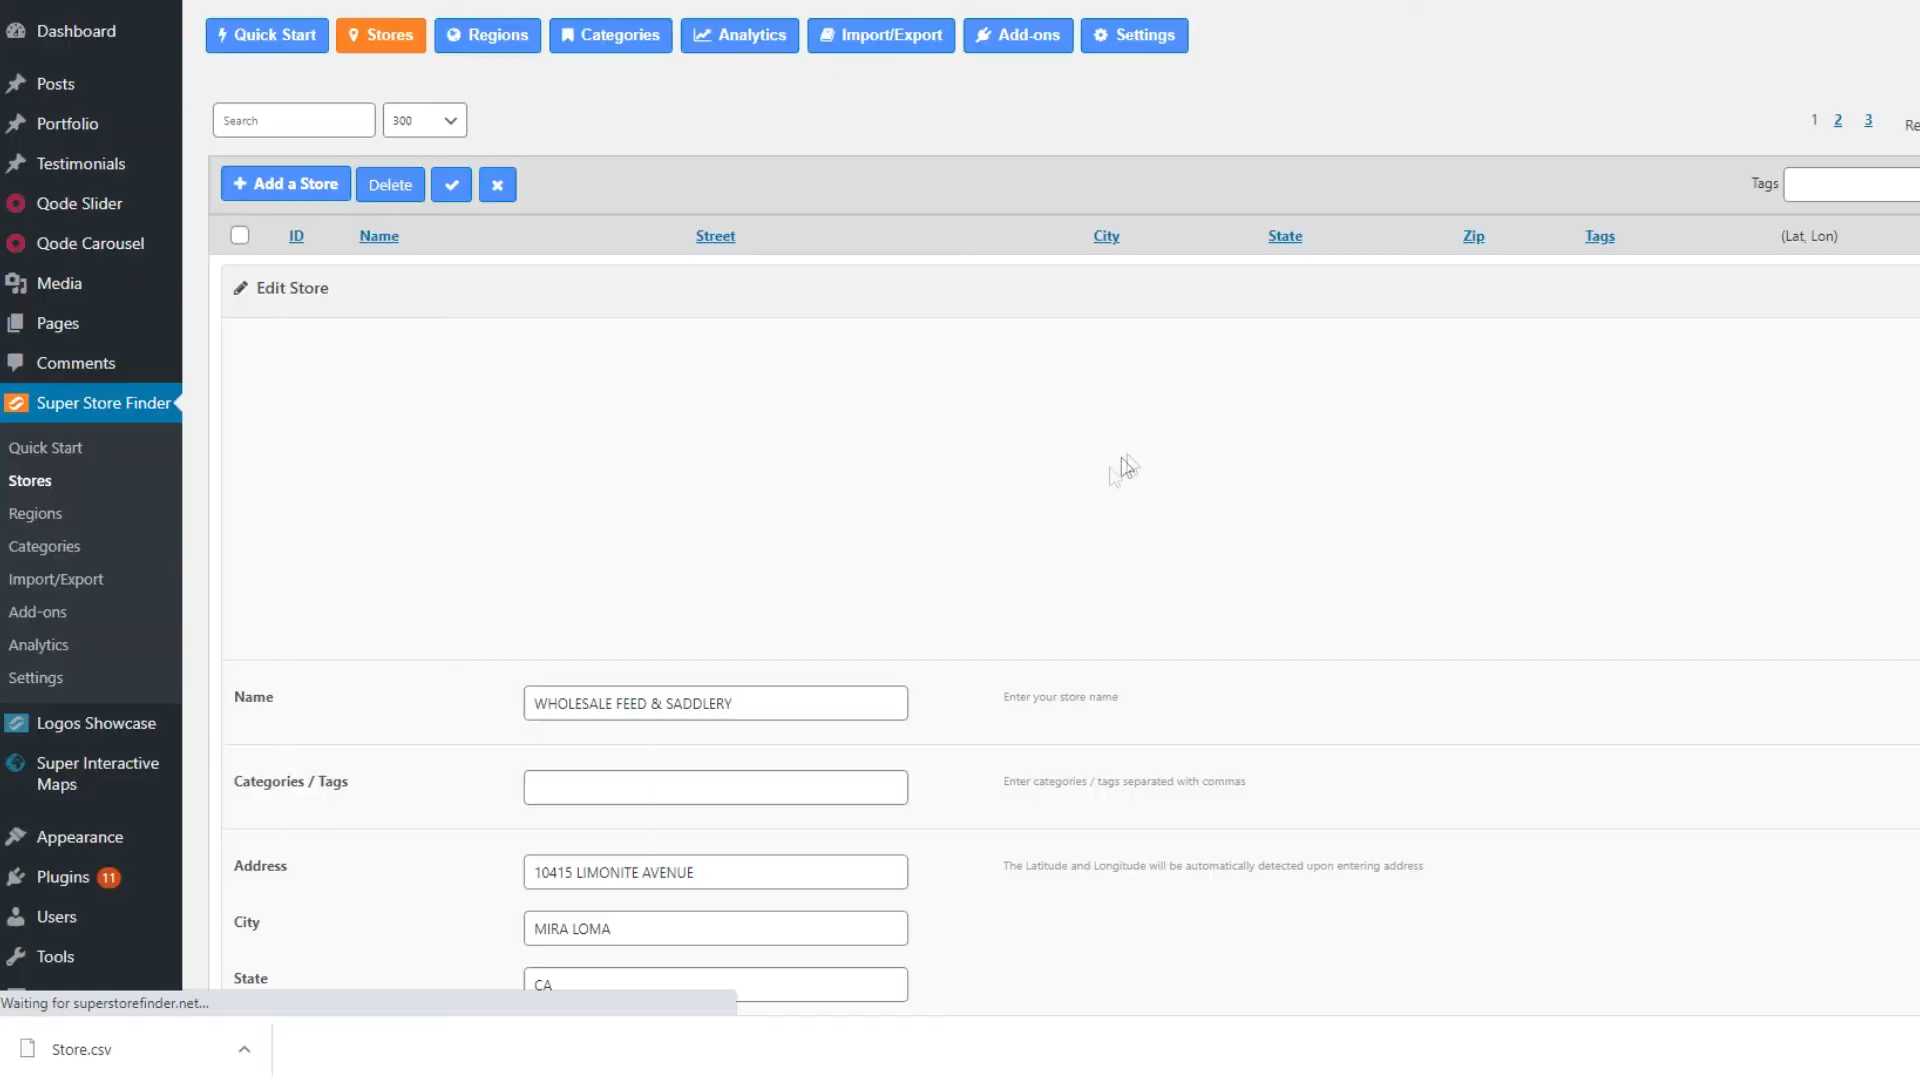 Dashboard
Posts
Portfolio
Testimonials
Qode Slider
Qode Carousel
Media
Pages
Comments
Super Store Finder
Quick Start
Stores
Regions
Categories
Import/Export
Add-ons
Analytics
Settings
Logos Showcase
Super Interactive
Maps
Appearance
Plugins 11
Users
Tools
Quick Start Stores Regions Categories Analytics Import/Export Add-ons Settings
Search 300 1 2 3
Add a Store Delete Tags
ID Name Street City State Zip Tags (Lat, Lon)
Edit Store
Name WHOLESALE FEED & SADDLERY Enter your store name
Categories / Tags Enter categories / tags separated with commas
Address 10415 LIMONITE AVENUE The Latitude and Longitude will be automatically detected upon entering address
City MIRA LOMA
State CA
Waiting for superstorefinder.net...
Store.csv